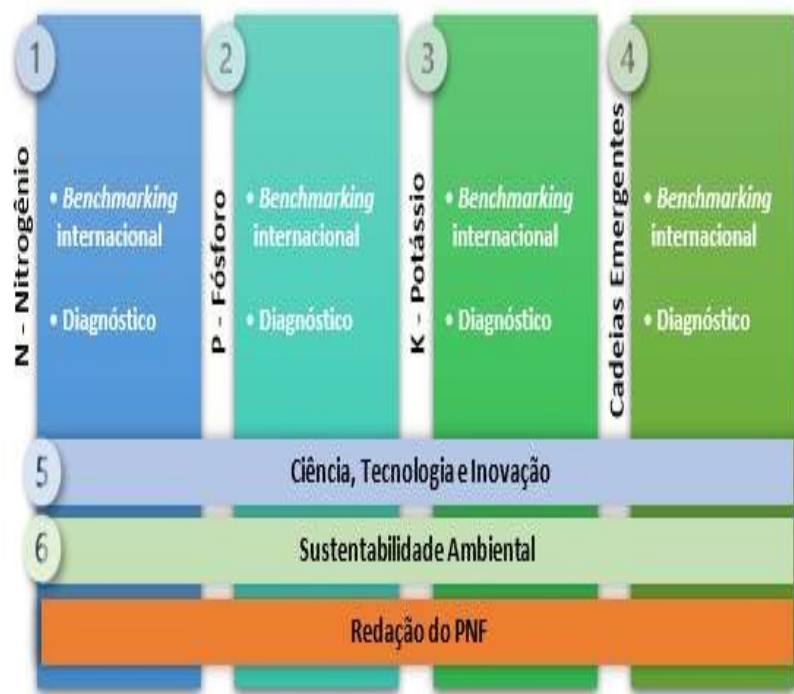 1
N - Nitrogênio
• Benchmarking
internacional
• Diagnóstico
2
P - Fósforo
• Benchmarking
internacional
• Diagnóstico
3
K - Potássio
• Benchmarking
internacional
• Diagnóstico
4
Cadeias Emergentes
• Benchmarking
internacional
• Diagnóstico
5
Ciência, Tecnologia e Inovação
6
Sustentabilidade Ambiental
Redação do PNF